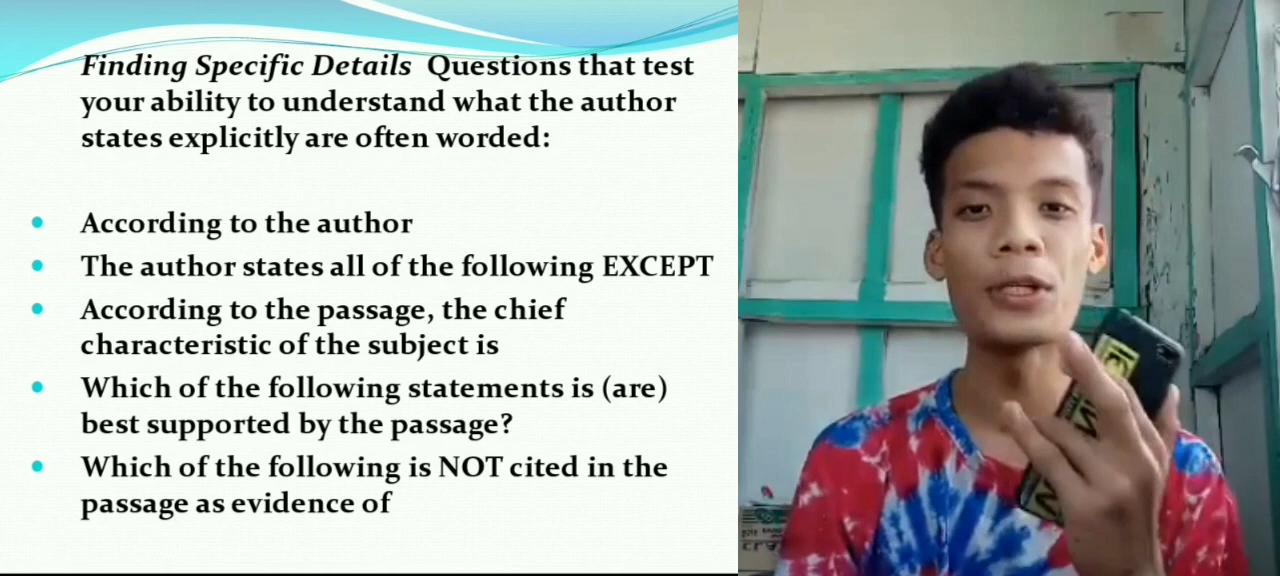 Finding Specific Details Questions that test
your ability to understand what the author
states explicitly are often worded:
According to the author
The author states all of the following EXCEPT
According to the passage, the chief
characteristic of the subject is
Which of the following statements is (are)
best supported by the passage?
Which of the following is NOT cited in the
passage as evidence of